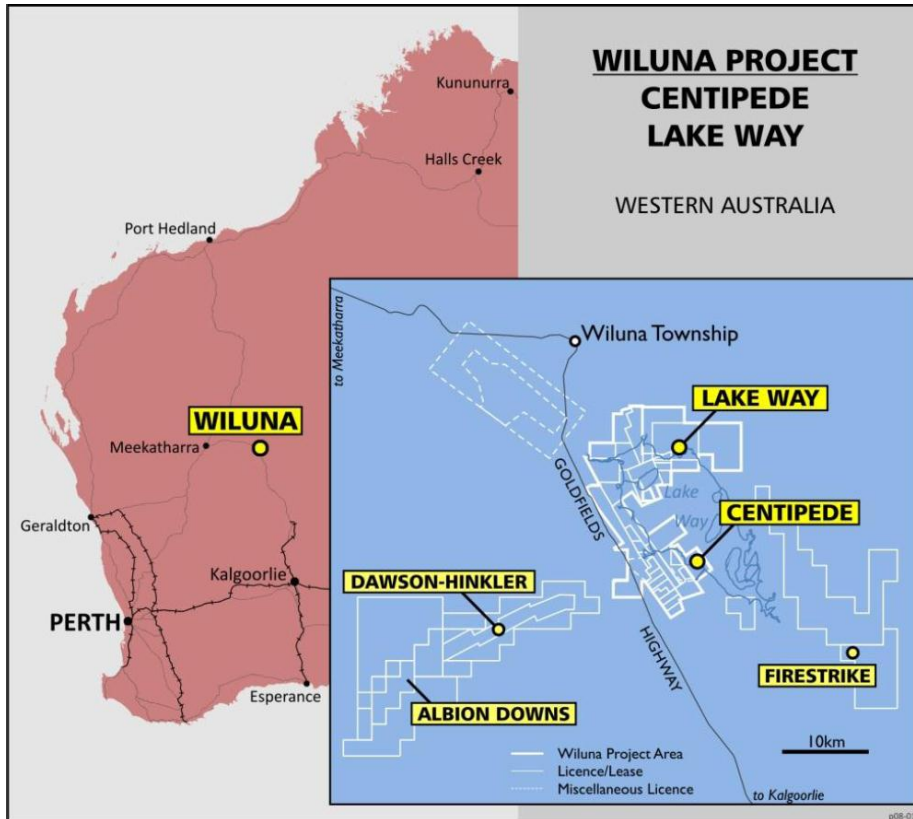 WILUNA PROJECT
CENTIPEDE
LAKE WAY
WESTERN AUSTRALIA
Kununurra
Halls Creek
Port Hedland
WILUNA
Meekatharra
Geraldton
Kalgoorlie
PERTH
Esperance
to Meekatharra
Wiluna Township
LAKE WAY
GOLDFIELDS
HIGHWAY
Lake
Way
CENTIPEDE
DAWSON-HINKLER
FIRESTRIKE
ALBION DOWNS
10km
Wiluna Project Area
Licence/Lease
Miscellaneous Licence
to Kalgoorlie